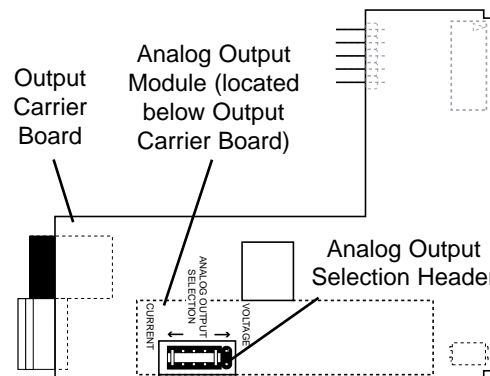 Output
Carrier
Board
Analog Output
Module (located
below Output
Carrier Board)
Analog Output
Selection Header
CURRENT
ANALOG OUTPUT
SELECTION
VOLTAGE